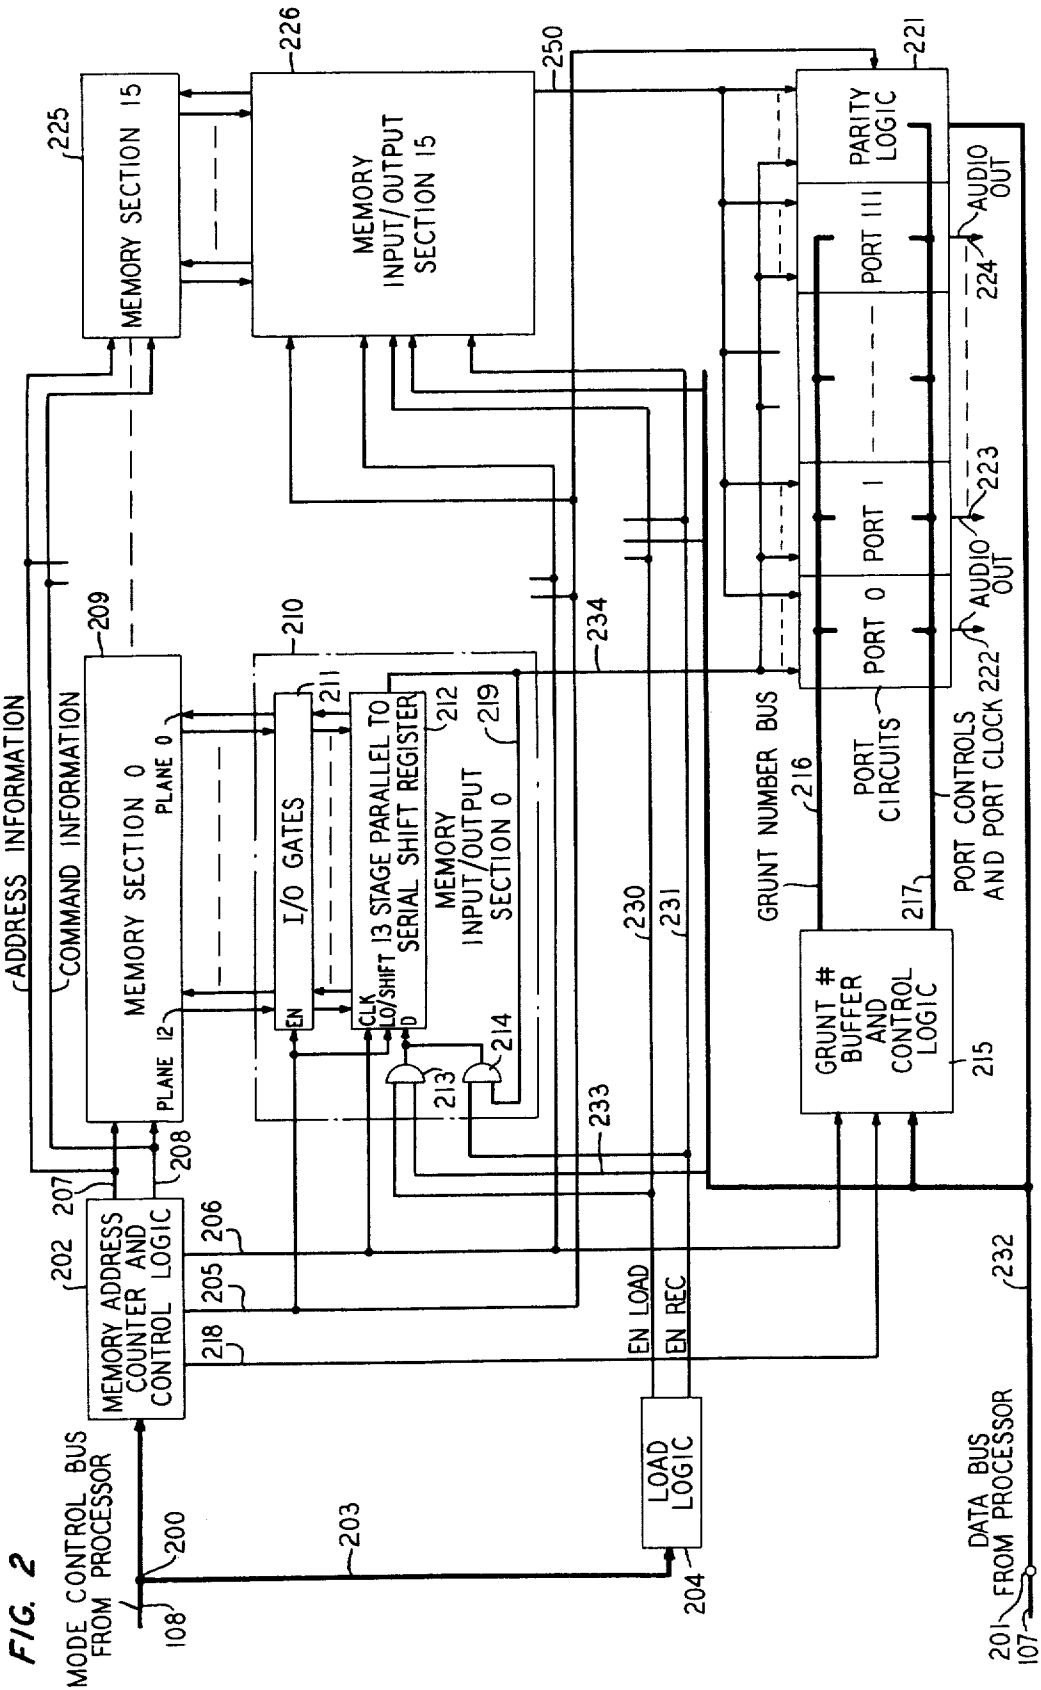 FIG. 2
MODE CONTROL BUS
FROM PROCESSOR
108
200
203
204
LOAD
LOGIC
EN LOAD
EN REC
MEMORY ADDRESS
COUNTER AND
CONTROL LOGIC
202
207
208
206
205
218
ADDRESS INFORMATION
COMMAND INFORMATION
MEMORY SECTION 0
PLANE 12
PLANE 0
209
210
I/O GATES
EN
211
13 STAGE PARALLEL TO
SERIAL SHIFT REGISTER
CLK
LO/SHIFT
D
212
213
214
MEMORY
INPUT/OUTPUT
SECTION 0
219
233
234
230
231
225
MEMORY SECTION 15
226
MEMORY
INPUT/OUTPUT
SECTION 15
250
GRUNT #
BUFFER
AND
CONTROL
LOGIC
215
GRUNT NUMBER BUS
216
217
PORT
CIRCUITS
PORT CONTROLS
AND PORT CLOCK
PORT 0
PORT 1
PORT 111
PARITY
LOGIC
221
222
AUDIO
OUT
223
224
AUDIO
OUT
232
DATA BUS
FROM PROCESSOR
201
107